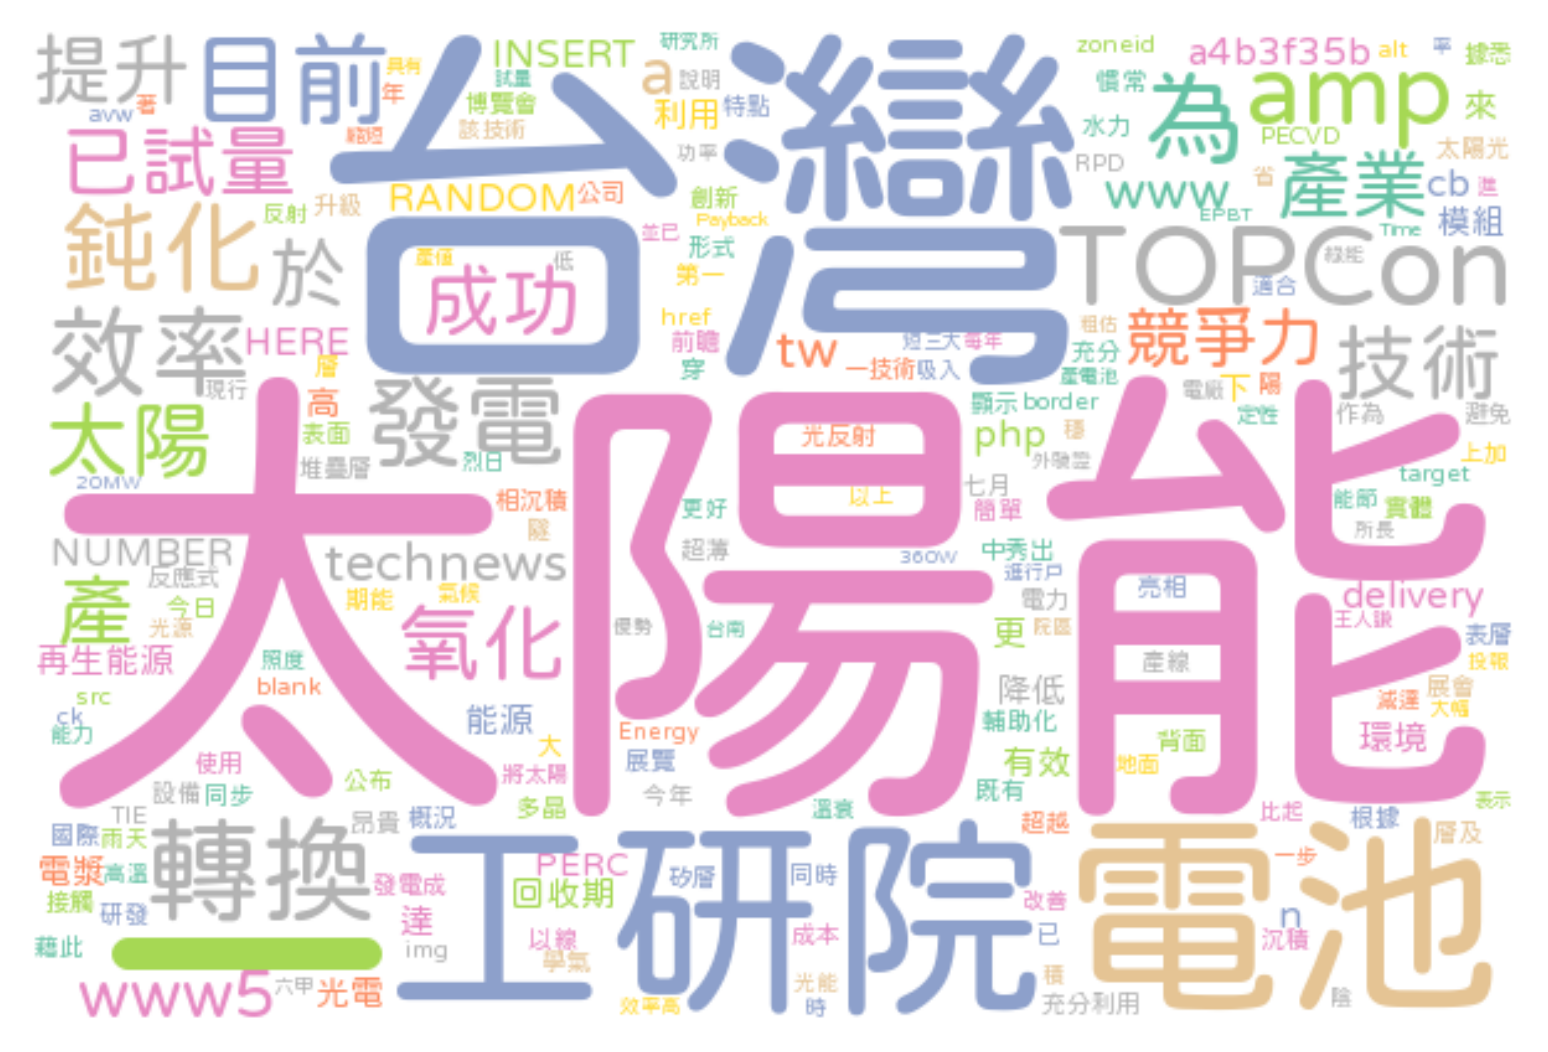 提升
目前
具有
年
avw
著
縮短
台灣
INSERT
試量
博覽會
該技術
研究所
a
說明
利用
特點
功率
zoneid
a4b3f35b
alt
平
據悉
慣常
為
amp
來
水力
PECVD
太陽光
RPD
www
省
產業
cb
進
EPBT
模組
Time
已試量
RANDOM
公司
創新
Payback
並已
形式
鈍化
反射
升級
於
產值
低
成功
第一
TOPCon
綠能
適合
效率
HERE
層
現行
href
前瞻
穿
tw
短三大
每年
一技術
吸入
粗估
充分
產電池
競爭力
技術
電廠
下
陽
定性
作為
避免
太陽
高
表面
發電
堆疊層
烈日
20MW
太陽能
光反射
以上
顯示
border
php
穩
外驗證
七月
簡單
上加
target
能節
實體
所長
相沉積
隧
更好
超薄
360W
中秀出
進行戶
電力
NUMBER
technews
反應式
產
今日
期能
氣候
光源
氧化
優勢
台南
更
院區
亮相
delivery
王人謙
表層
投報
再生能源
照度
blank
src
ck
能力
能源
大
Energy
展覽
將太陽
降低
輔助化
產線
減達
展會
大幅
環境
背面
地面
有效
既有
使用
設備
同步
公布
多晶
今年
溫衰
TIE
昂貴
概況
超越
比起
根據
表示
層及
國際
雨天
轉換
電漿
高溫
接觸
研發
發電成
達
工研院
PERC
回收期
矽層
同時
改善
電池
一步
n
沉積
藉此
一
img
以線
學氣
成本
已
www5
六甲
光電
效率高
光能
時
積
充分利用
陰